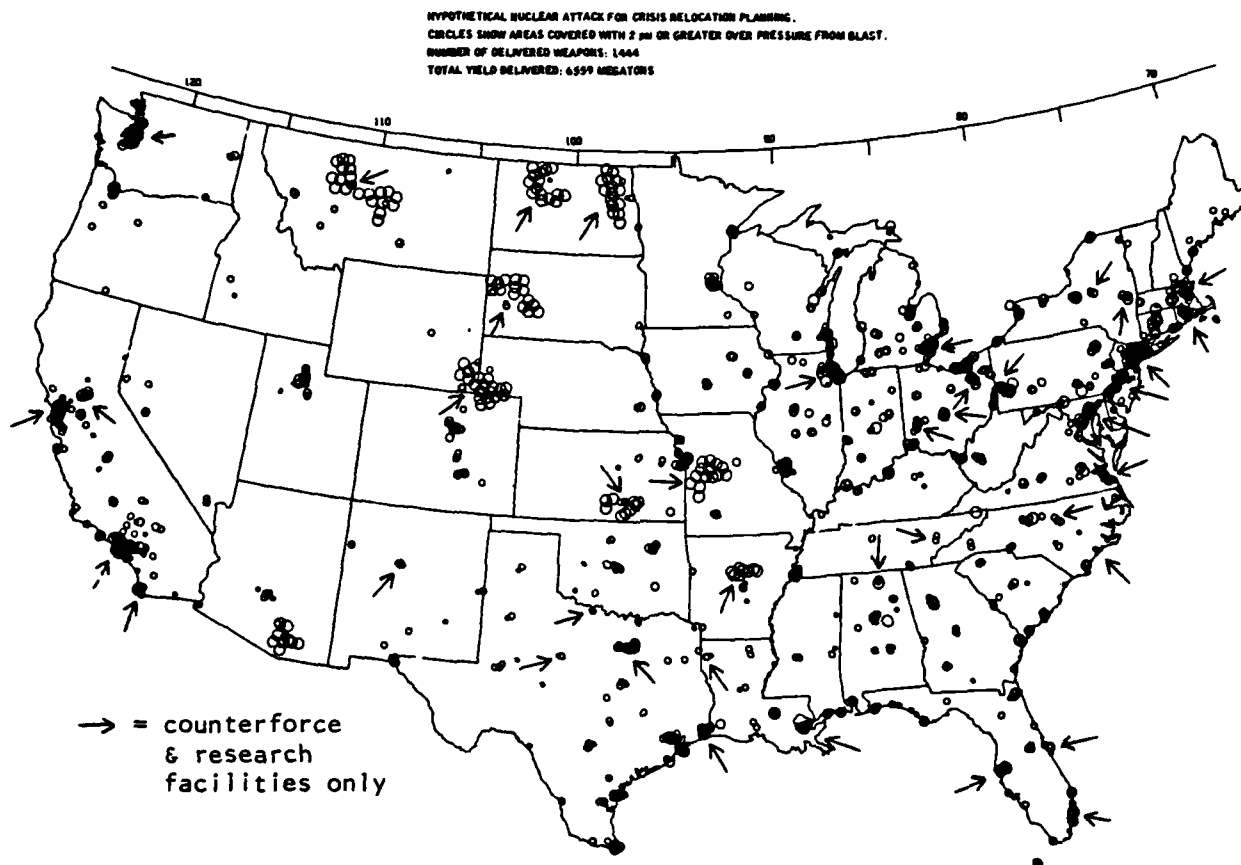 HYPOTHETICAL NUCLEAR ATTACK FOR CRISIS RELOCATION PLANNING.
CIRCLES SHOW AREAS COVERED WITH 2 PSI OR GREATER OVER PRESSURE FROM BLAST.
NUMBER OF DELIVERED WEAPONS: 1444
TOTAL YIELD DELIVERED: 6559 MEGATONS
120
110
100
90
80
70
→ = counterforce
& research
facilities only